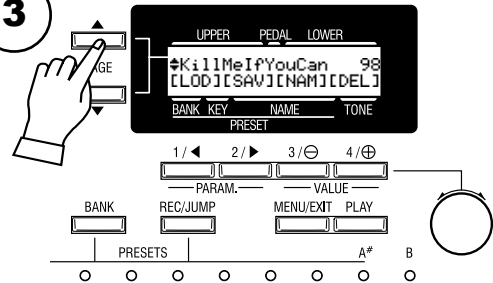 3
UPPER PEDAL LOWER
KillMeIfYouCan 98
[LOD][SAV][NAM][DEL]
BANK KEY NAME TONE
PRESET
AGE
1/◀ 2/▶ 3/⊖ 4/⊕
PARAM. VALUE
BANK REC/JUMP MENU/EXIT PLAY
PRESETS A# B